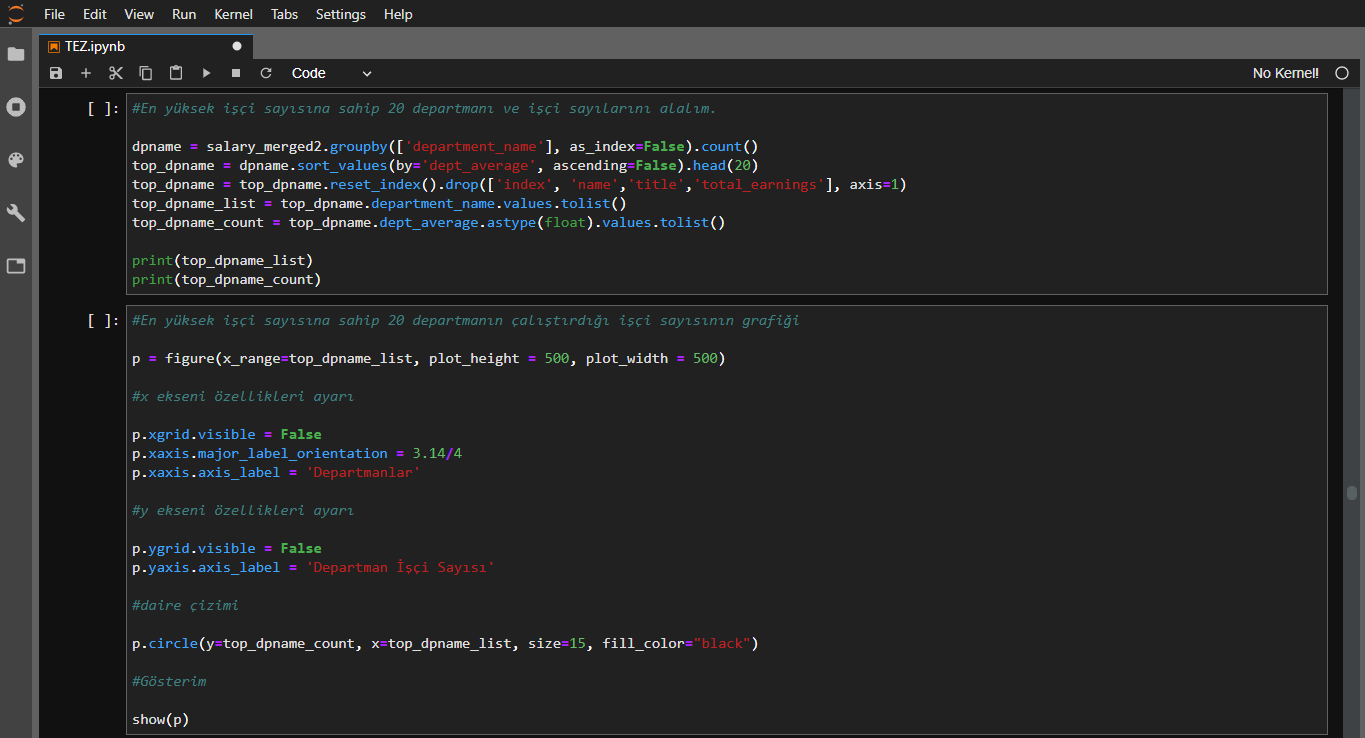 File Edit View Run Kernel Tabs Settings Help
TEZ.ipynb
Code
No Kernel!
[ ]:
#En yüksek işçi sayısına sahip 20 departmanı ve işçi sayılarını alalım.
dpname = salary_merged2.groupby(['department_name'], as_index=False).count()
top_dpname = dpname.sort_values(by='dept_average', ascending=False).head(20)
top_dpname = top_dpname.reset_index().drop(['index', 'name','title','total_earnings'], axis=1)
top_dpname_list = top_dpname.department_name.values.tolist()
top_dpname_count = top_dpname.dept_average.astype(float).values.tolist()
print(top_dpname_list)
print(top_dpname_count)
[ ]:
#En yüksek işçi sayısına sahip 20 departmanın çalıştırdığı işçi sayısının grafiği
p = figure(x_range=top_dpname_list, plot_height = 500, plot_width = 500)
#x ekseni özellikleri ayarı
p.xgrid.visible = False
p.xaxis.major_label_orientation = 3.14/4
p.xaxis.axis_label = 'Departmanlar'
#y ekseni özellikleri ayarı
p.ygrid.visible = False
p.yaxis.axis_label = 'Departman İşçi Sayısı'
#daire çizimi
p.circle(y=top_dpname_count, x=top_dpname_list, size=15, fill_color="black")
#Gösterim
show(p)